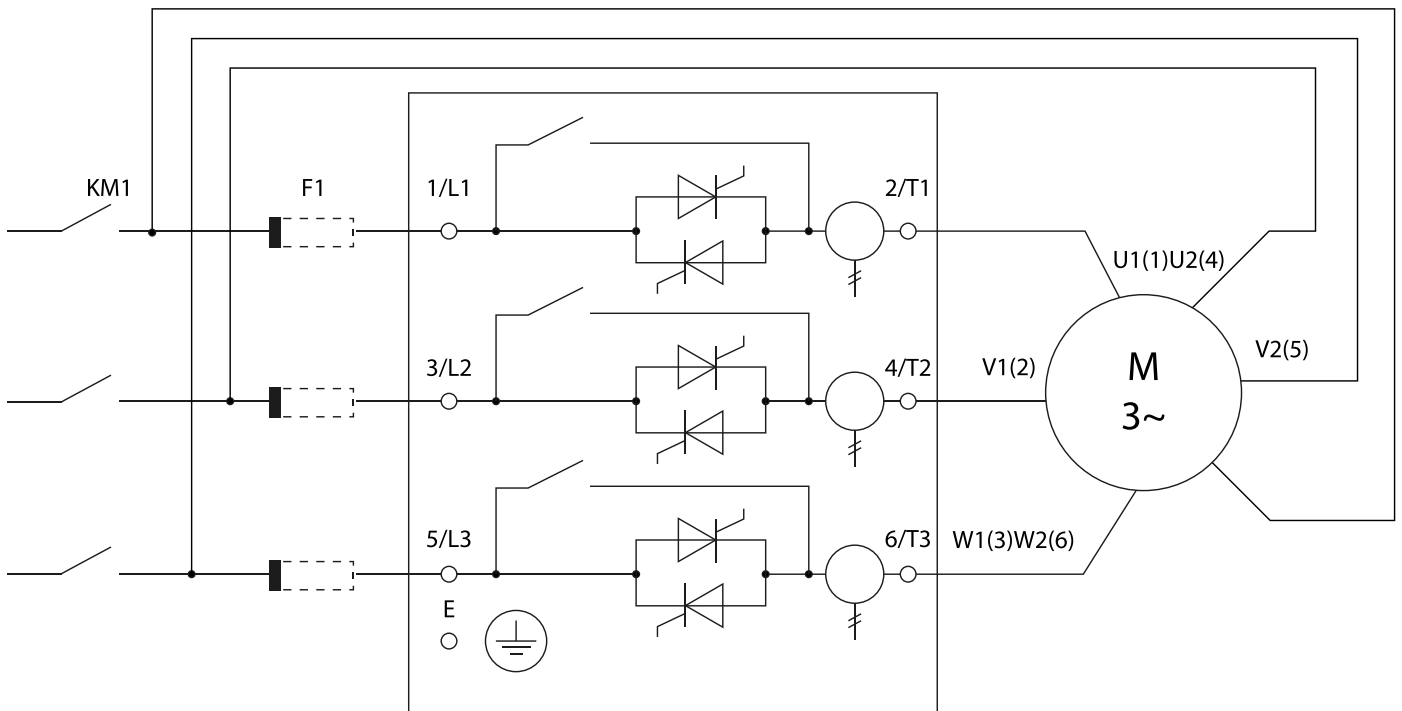 KM1
F1
1/L1
2/T1
U1(1)U2(4)
3/L2
4/T2
V1(2)
V2(5)
M
3~
5/L3
6/T3
W1(3)W2(6)
E